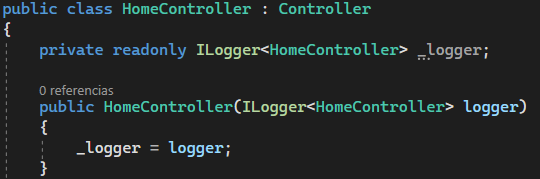 public class HomeController : Controller
{
private readonly ILogger<HomeController> _logger;
0 referencias
public HomeController(ILogger<HomeController> logger)
{
_logger = logger;
}